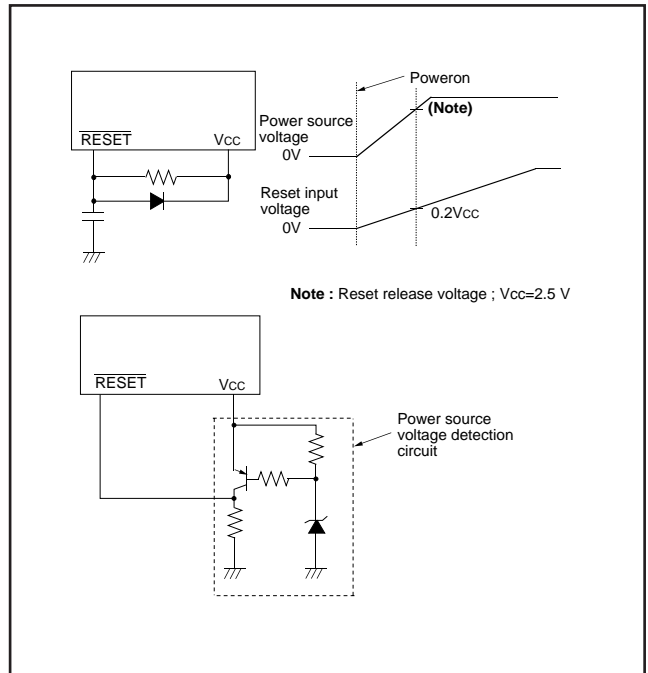 Poweron
(Note)
Power source
voltage
0V
RESET
VCC
Reset input
voltage
0V
0.2VCC
Note : Reset release voltage ; Vcc=2.5 V
RESET
VCC
Power source
voltage detection
circuit